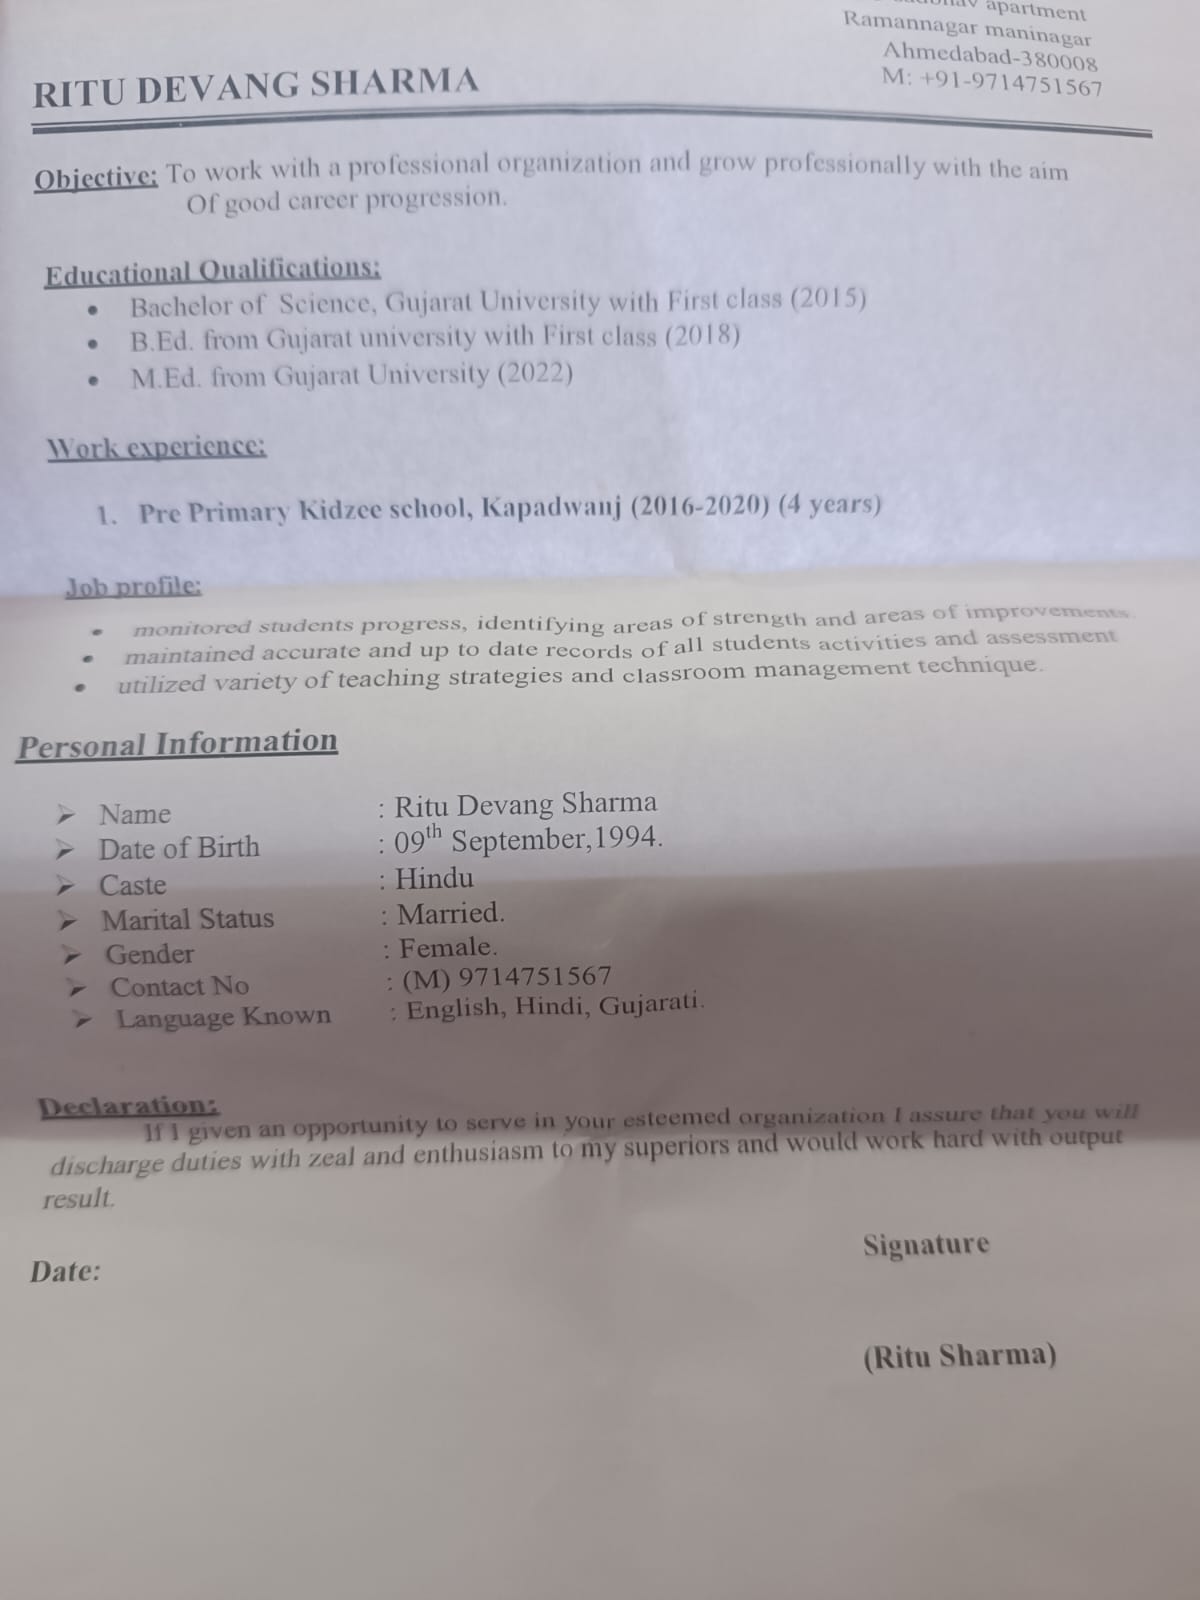 apartment
Ramannagar maninagar
Ahmedabad-380008
M: +91-9714751567
RITU DEVANG SHARMA
Objective: To work with a professional organization and grow professionally with the aim
Of good career progression.
Educational Qualifications:
• Bachelor of Science, Gujarat University with First class (2015)
• B.Ed. from Gujarat university with First class (2018)
• M.Ed. from Gujarat University (2022)
Work experience:
1. Pre Primary Kidzee school, Kapadwanj (2016-2020) (4 years)
Job profile:
• monitored students progress, identifying areas of strength and areas of improvements.
• maintained accurate and up to date records of all students activities and assessment
• utilized variety of teaching strategies and classroom management technique.
Personal Information
➢ Name : Ritu Devang Sharma
➢ Date of Birth : 09th September,1994.
➢ Caste : Hindu
➢ Marital Status : Married.
➢ Gender : Female.
➢ Contact No : (M) 9714751567
➢ Language Known : English, Hindi, Gujarati.
Declaration:
If I given an opportunity to serve in your esteemed organization I assure that you will
discharge duties with zeal and enthusiasm to my superiors and would work hard with output
result.
Signature
Date:
(Ritu Sharma)